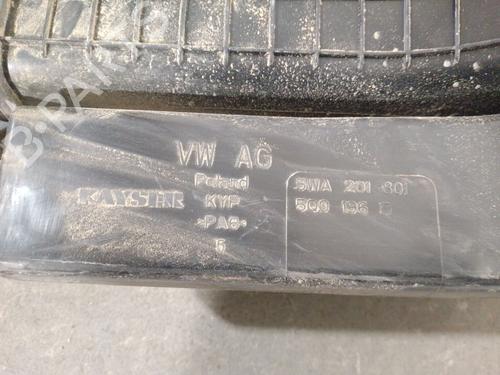 VW AG
Poland
KAYSER KYP
>PA6<
5WA 201 801
5Q0 196